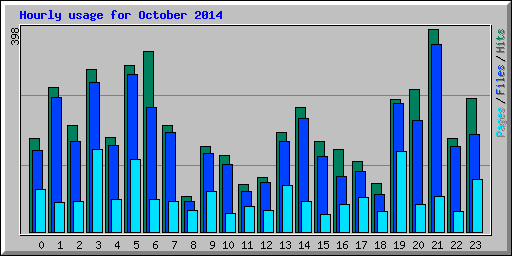 Hourly usage for October 2014
398
Pages/Files/Hits
0 1 2 3 4 5 6 7 8 9 10 11 12 13 14 15 16 17 18 19 20 21 22 23